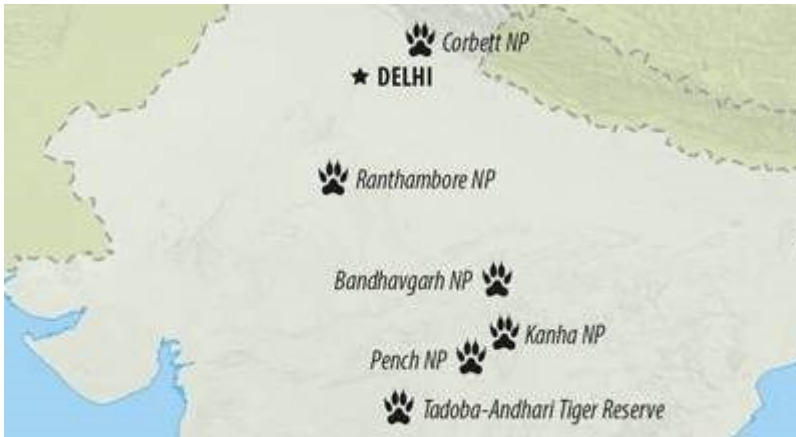 Corbett NP
DELHI
Ranthambore NP
Bandhavgarh NP
Kanha NP
Pench NP
Tadoba-Andhari Tiger Reserve